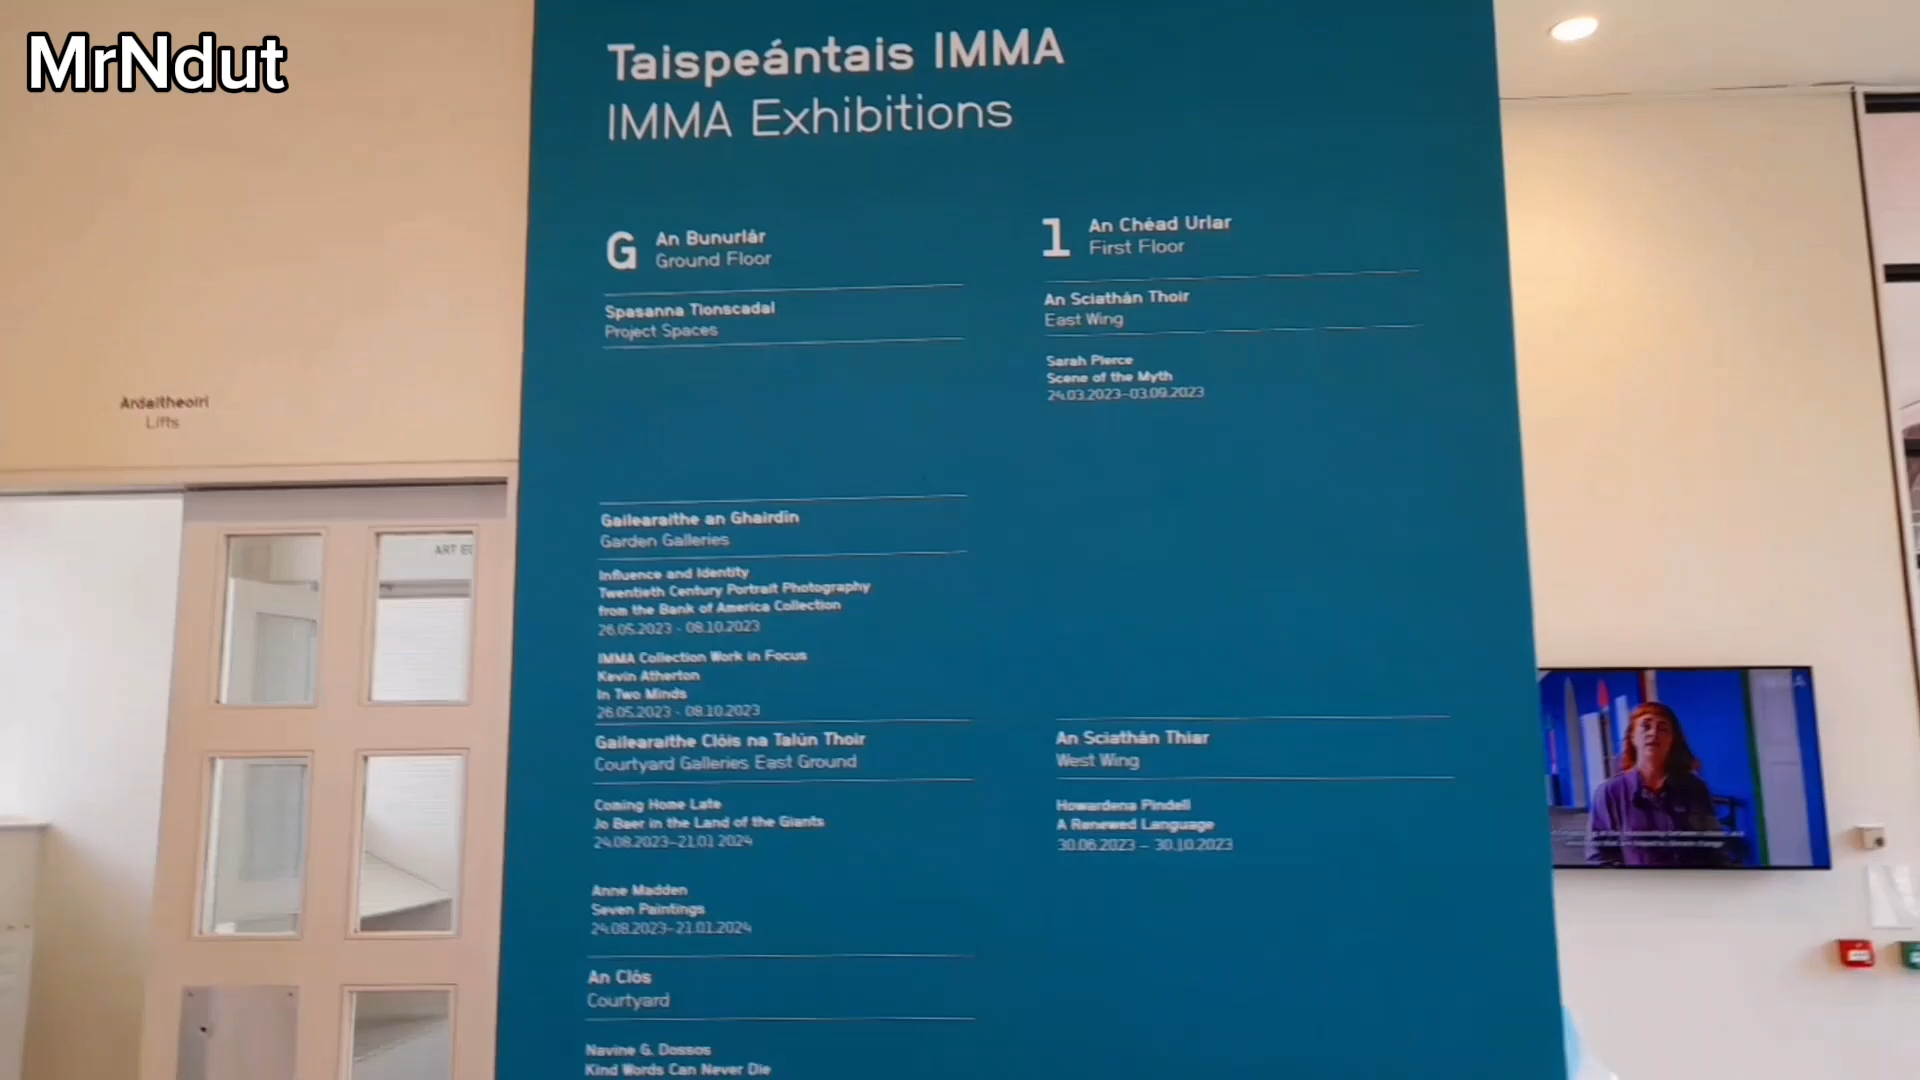 MrNdut
Taispeántais IMMA
IMMA Exhibitions
G
An Bunurlár
Ground Floor
Spásanna Tionscadal
Project Spaces
Gailearaithe an Ghairdín
Garden Galleries
Influence and Identity
Twentieth Century Portrait Photography
from the Bank of America Collection
26.05.2023 - 08.10.2023
IMMA Collection Work in Focus
Kevin Atherton
In Two Minds
26.05.2023 - 08.10.2023
Gailearaithe Clóis na Talún Thoir
Courtyard Galleries East Ground
Coming Home Late
Jo Baer in the Land of the Giants
24.08.2023–21.01 2024
Anne Madden
Seven Paintings
24.08.2023–21.01.2024
An Clós
Courtyard
Navine G. Dossos
Kind Words Can Never Die
1
An Chéad Urlár
First Floor
An Sciathán Thoir
East Wing
Sarah Pierce
Scene of the Myth
24.03.2023–03.09.2023
An Sciathán Thiar
West Wing
Howardena Pindell
A Renewed Language
30.06.2023 – 30.10.2023
Ardaitheoirí
Lifts
ART